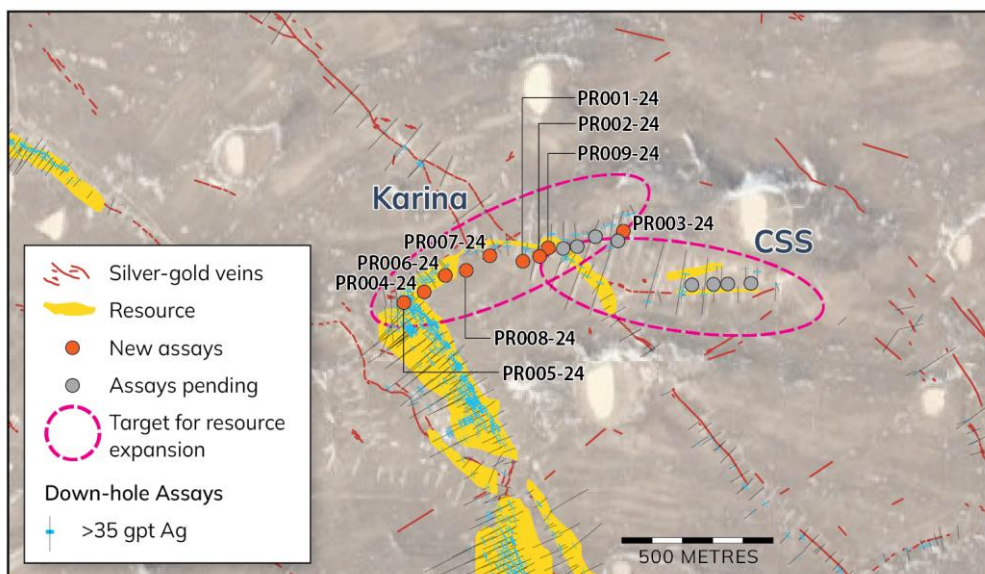 PR001-24
PR002-24
PR009-24
Karina
PR003-24
CSS
PR007-24
PR006-24
PR004-24
PR008-24
PR005-24
Silver-gold veins
Resource
New assays
Assays pending
Target for resource
expansion
Down-hole Assays
>35 gpt Ag
500 METRES